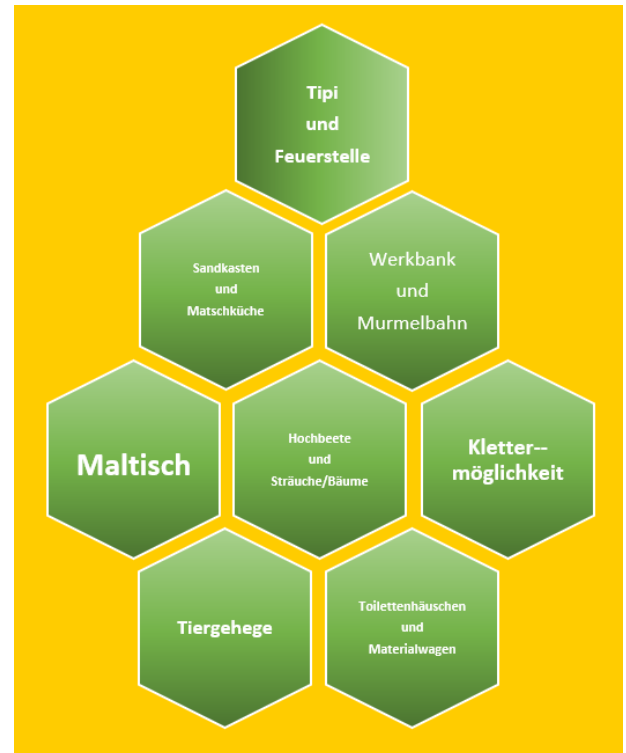 Tipi
und
Feuerstelle
Sandkasten
und
Matschküche
Werkbank
und
Murmelbahn
Maltisch
Hochbeete
und
Sträuche/Bäume
Kletter--
möglichkeit
Tiergehege
Toilettenhäuschen
und
Materialwagen